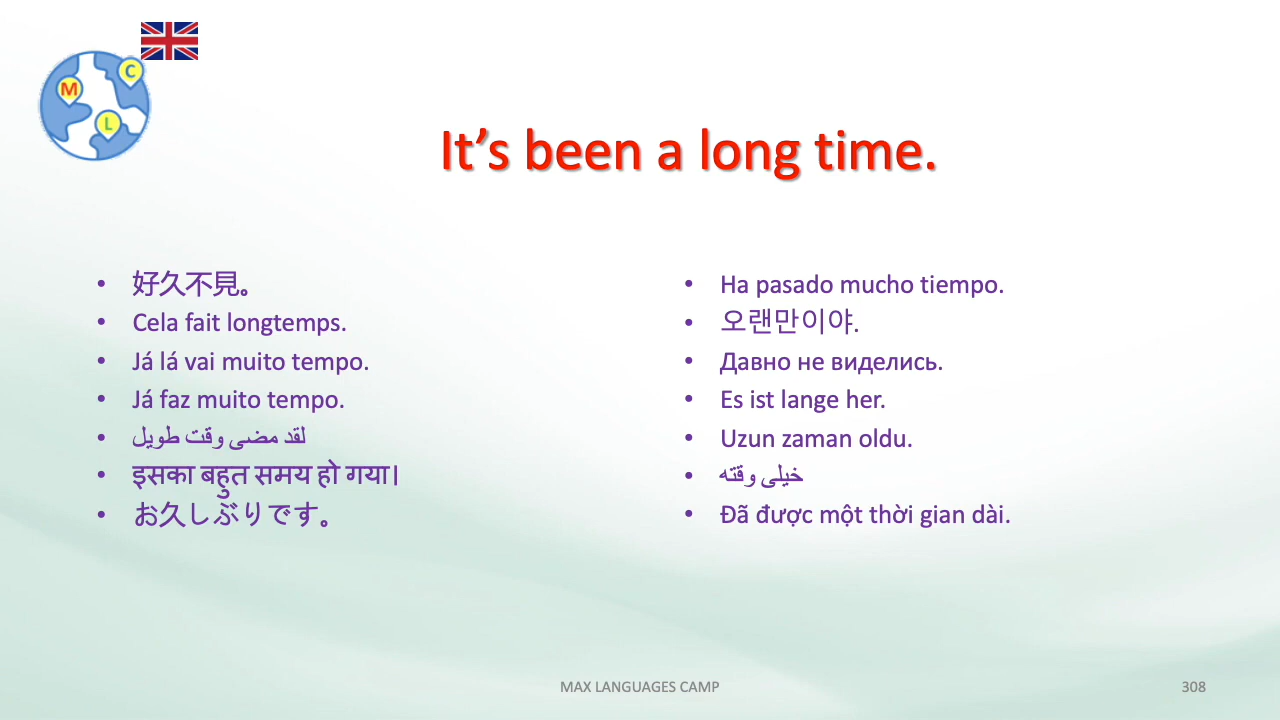 C
M
L
It’s been a long time.
• 好久不見。
• Cela fait longtemps.
• Já lá vai muito tempo.
• Já faz muito tempo.
• لقد مضى وقت طويل
• इसका बहुत समय हो गया।
• お久しぶりです。
• Ha pasado mucho tiempo.
• 오랜만이야.
• Давно не виделись.
• Es ist lange her.
• Uzun zaman oldu.
• خیلی وقته
• Đã được một thời gian dài.
MAX LANGUAGES CAMP
308